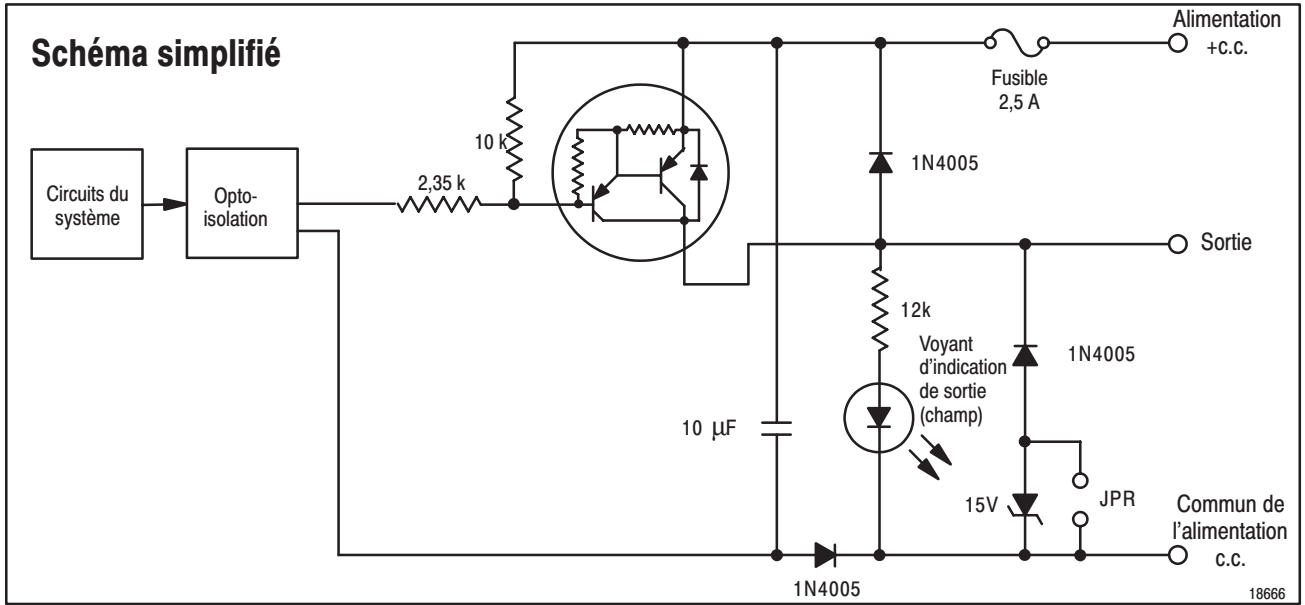 Schéma simplifié
Alimentation
+c.c.
Fusible
2,5 A
10 k
1N4005
Circuits du
système
Opto-
isolation
2,35 k
Sortie
12k
Voyant
d'indication
de sortie
(champ)
1N4005
10 µF
15V
JPR
Commun de
l'alimentation
c.c.
1N4005
18666